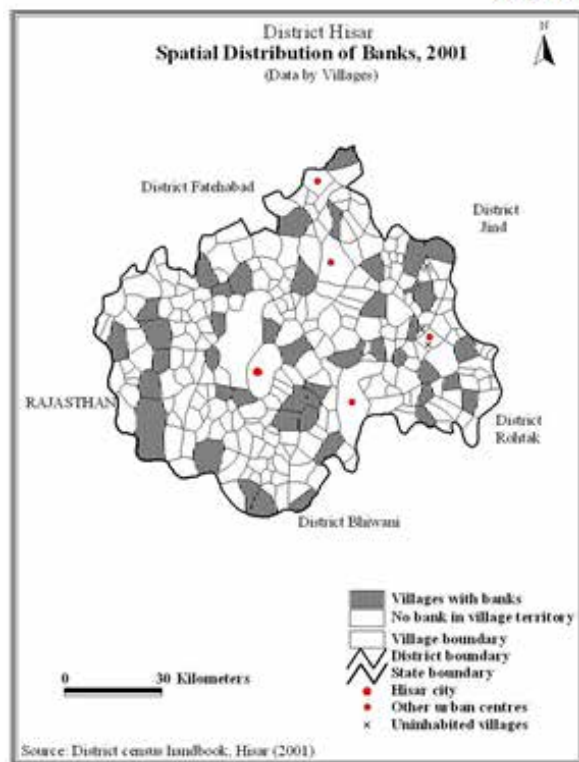 District Hisar
N
Spatial Distribution of Banks, 2001
(Data by Villages)
District Fatehabad
District
Jind
RAJASTHAN
District
Rohtak
District Bhiwani
Villages with banks
No bank in village territory
Village boundary
District boundary
State boundary
Hisar city
Other urban centres
Uninhabited villages
0 30 Kilometers
Source: District census handbook, Hisar (2001)